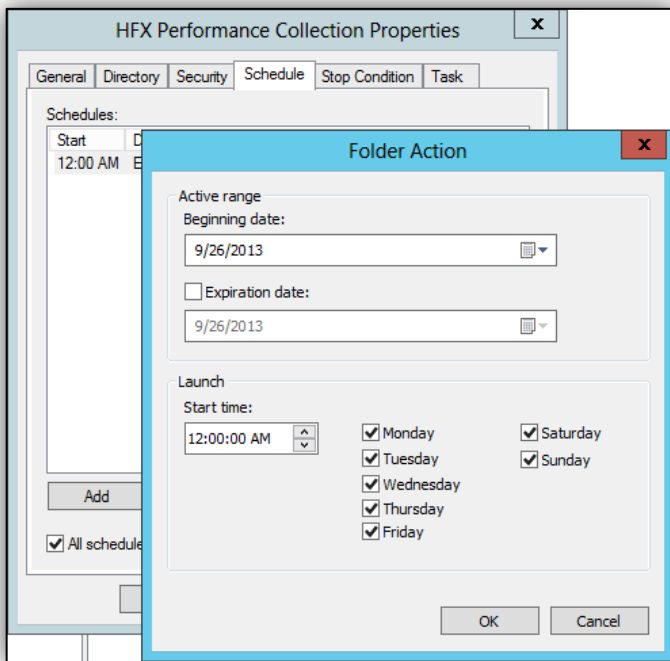 HFX Performance Collection Properties
x
General Directory Security Schedule Stop Condition Task
Schedules:
Start D
12:00 AM E
Folder Action
x
Active range
Beginning date:
9/26/2013
Expiration date:
9/26/2013
Launch
Start time:
12:00:00 AM
Monday
Tuesday
Wednesday
Thursday
Friday
Saturday
Sunday
Add
All schedule
OK Cancel